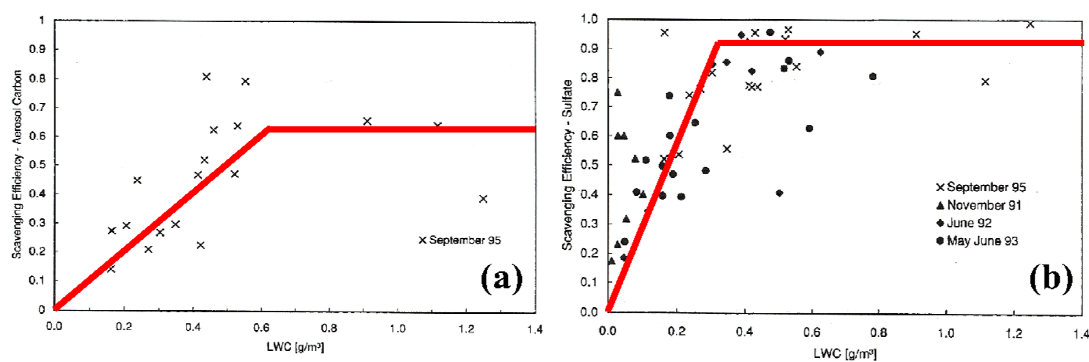 Scavenging Efficiency - Aerosol Carbon
1
0.9
0.8
0.7
0.6
0.5
0.4
0.3
0.2
0.1
0
0.0 0.2 0.4 0.6 0.8 1.0 1.2 1.4
LWC [g/m³]
September 95
(a)
Scavenging Efficiency - Sulfate
1.0
0.9
0.8
0.7
0.6
0.5
0.4
0.3
0.2
0.1
0.0
0.0 0.2 0.4 0.6 0.8 1.0 1.2 1.4
LWC [g/m³]
September 95
November 91
June 92
May June 93
(b)